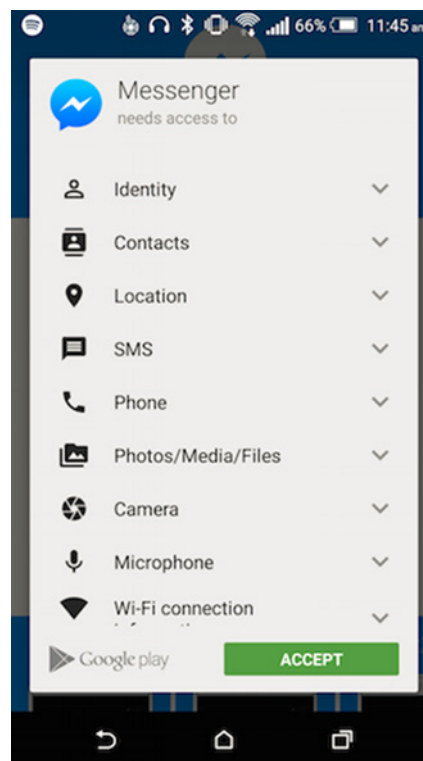 66% 11:45 am
Messenger
needs access to
Identity
Contacts
Location
SMS
Phone
Photos/Media/Files
Camera
Microphone
Wi-Fi connection
Google play
ACCEPT